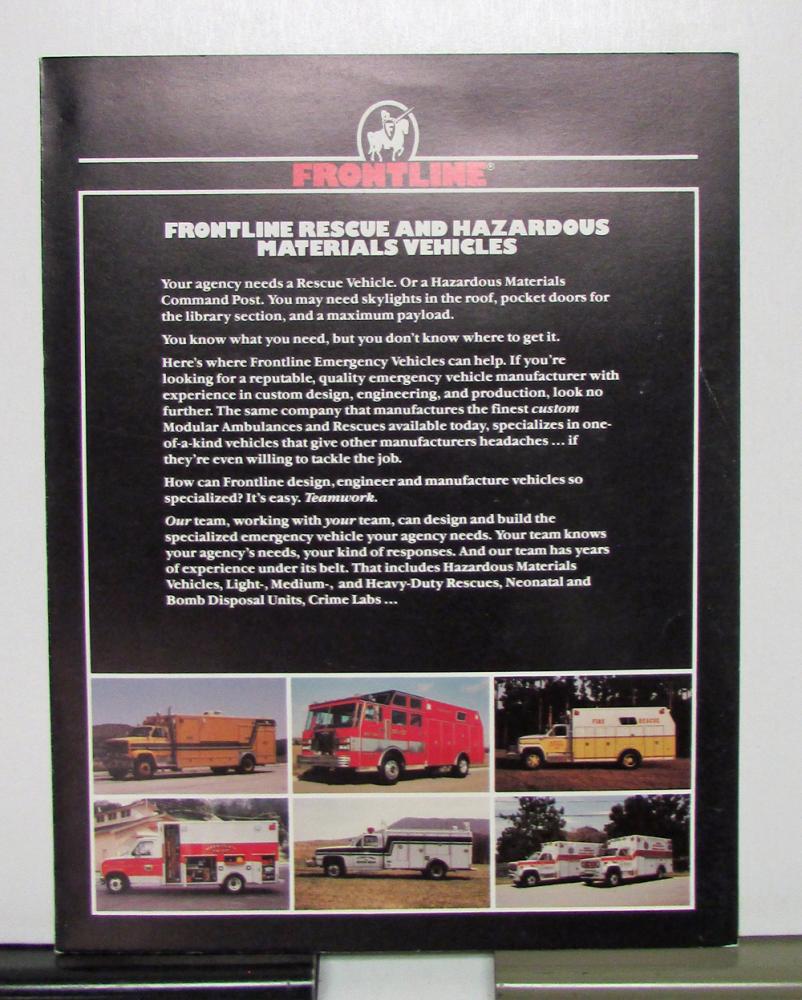 FRONTLINE®
FRONTLINE RESCUE AND HAZARDOUS
MATERIALS VEHICLES
Your agency needs a Rescue Vehicle. Or a Hazardous Materials
Command Post. You may need skylights in the roof, pocket doors for
the library section, and a maximum payload.
You know what you need, but you don't know where to get it.
Here's where Frontline Emergency Vehicles can help. If you're
looking for a reputable, quality emergency vehicle manufacturer with
experience in custom design, engineering, and production, look no
further. The same company that manufactures the finest custom
Modular Ambulances and Rescues available today, specializes in one-
of-a-kind vehicles that give other manufacturers headaches ... if
they're even willing to tackle the job.
How can Frontline design, engineer and manufacture vehicles so
specialized? It's easy. Teamwork.
Our team, working with your team, can design and build the
specialized emergency vehicle your agency needs. Your team knows
your agency's needs, your kind of responses. And our team has years
of experience under its belt. That includes Hazardous Materials
Vehicles, Light-, Medium-, and Heavy-Duty Rescues, Neonatal and
Bomb Disposal Units, Crime Labs ...
FIRE RESCUE